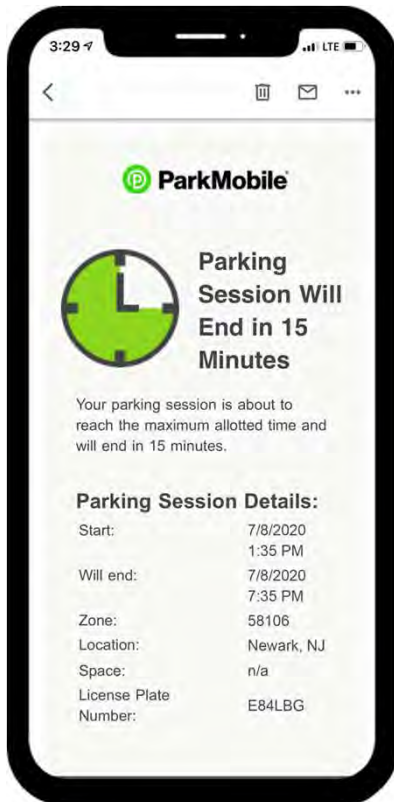 3:29 LTE
ParkMobile
Parking
Session Will
End in 15
Minutes
Your parking session is about to
reach the maximum allotted time and
will end in 15 minutes.
Parking Session Details:
Start: 7/8/2020
1:35 PM
Will end: 7/8/2020
7:35 PM
Zone: 58106
Location: Newark, NJ
Space: n/a
License Plate
Number: E84LBG